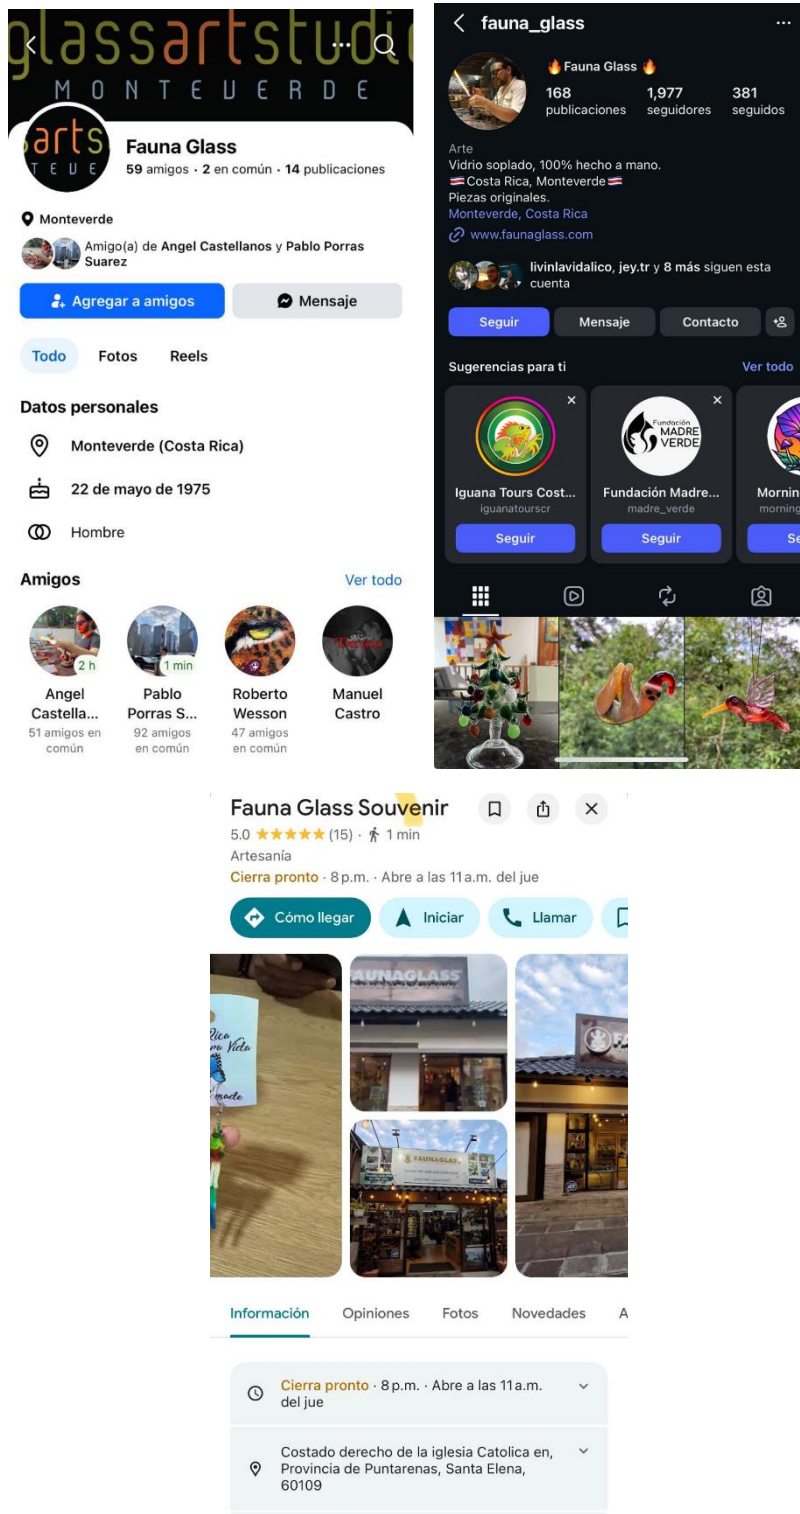 glassartstudio
MONTEVERDE
arts
TEVE
Fauna Glass
59 amigos · 2 en común · 14 publicaciones
Monteverde
Amigo(a) de Angel Castellanos y Pablo Porras
Suarez
Agregar a amigos
Mensaje
Todo
Fotos
Reels
Datos personales
Monteverde (Costa Rica)
22 de mayo de 1975
Hombre
Amigos
Ver todo
2 h
1 min
Angel
Castella...
51 amigos en
común
Pablo
Porras S...
92 amigos
en común
Roberto
Wesson
47 amigos
en común
Manuel
Castro
fauna_glass
🔥Fauna Glass🔥
168
publicaciones
1,977
seguidores
381
seguidos
Arte
Vidrio soplado, 100% hecho a mano.
🇨🇷Costa Rica, Monteverde🇨🇷
Piezas originales.
Monteverde, Costa Rica
www.faunaglass.com
livinlavidalico, jey.tr y 8 más siguen esta
cuenta
Seguir
Mensaje
Contacto
Sugerencias para ti
Ver todo
Fundación
MADRE
VERDE
Iguana Tours Cost...
iguanatourscr
Seguir
Fundación Madre...
madre_verde
Seguir
Mornin
morning
Se
Fauna Glass Souvenir
5.0 ★★★★★ (15) · 1 min
Artesanía
Cierra pronto · 8 p.m. · Abre a las 11 a.m. del jue
Cómo llegar
Iniciar
Llamar
Rica
Vida
made
FAUNAGLASS
FAUNAGLASS
FA
Información
Opiniones
Fotos
Novedades
A
Cierra pronto · 8 p.m. · Abre a las 11 a.m.
del jue
Costado derecho de la iglesia Catolica en,
Provincia de Puntarenas, Santa Elena,
60109